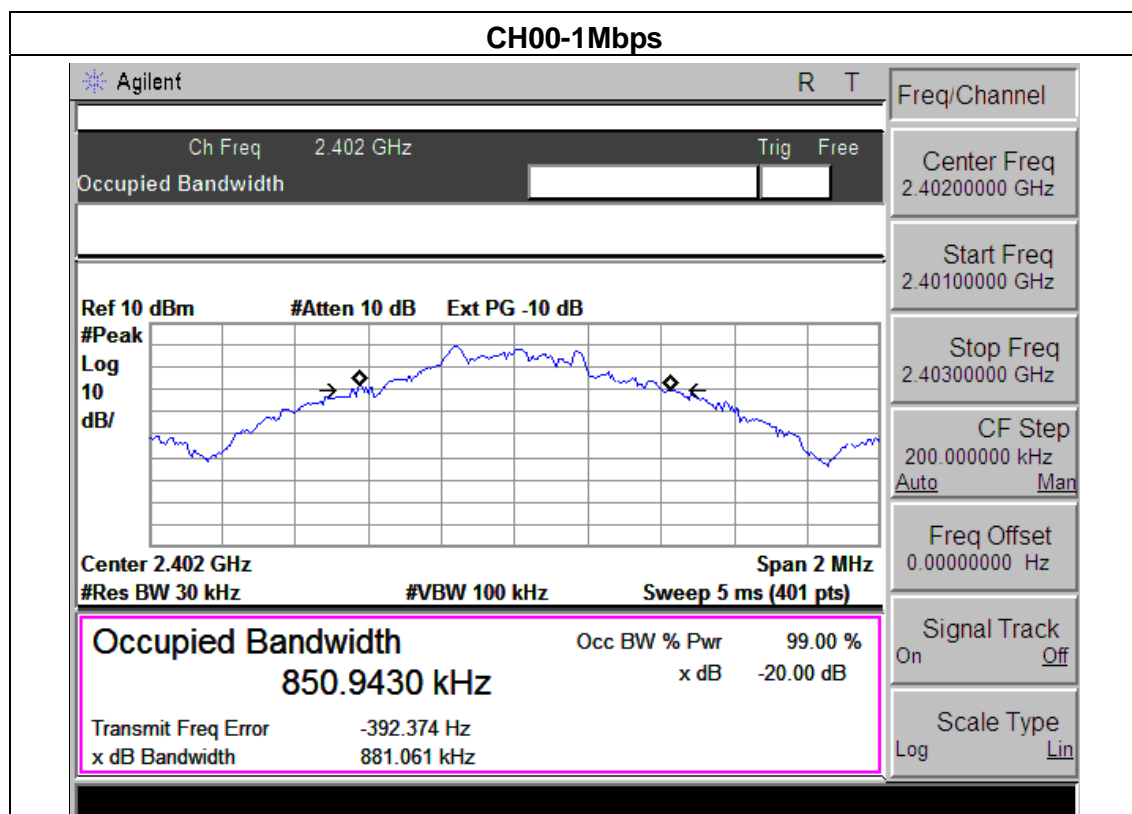 CH00-1Mbps
Agilent R T
Ch Freq 2.402 GHz Trig Free
Occupied Bandwidth
Ref 10 dBm #Atten 10 dB Ext PG -10 dB
#Peak
Log
10
dB/
Center 2.402 GHz Span 2 MHz
#Res BW 30 kHz #VBW 100 kHz Sweep 5 ms (401 pts)
Occupied Bandwidth
850.9430 kHz
Occ BW % Pwr 99.00 %
x dB -20.00 dB
Transmit Freq Error -392.374 Hz
x dB Bandwidth 881.061 kHz
Freq/Channel
Center Freq
2.40200000 GHz
Start Freq
2.40100000 GHz
Stop Freq
2.40300000 GHz
CF Step
200.000000 kHz
Auto Man
Freq Offset
0.00000000 Hz
Signal Track
On Off
Scale Type
Log Lin